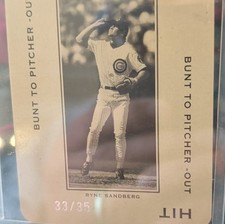 BUNT TO PITCHER -OUT
BUNT TO PITCHER -OUT
HIT
RYNE SANDBERG
33/35